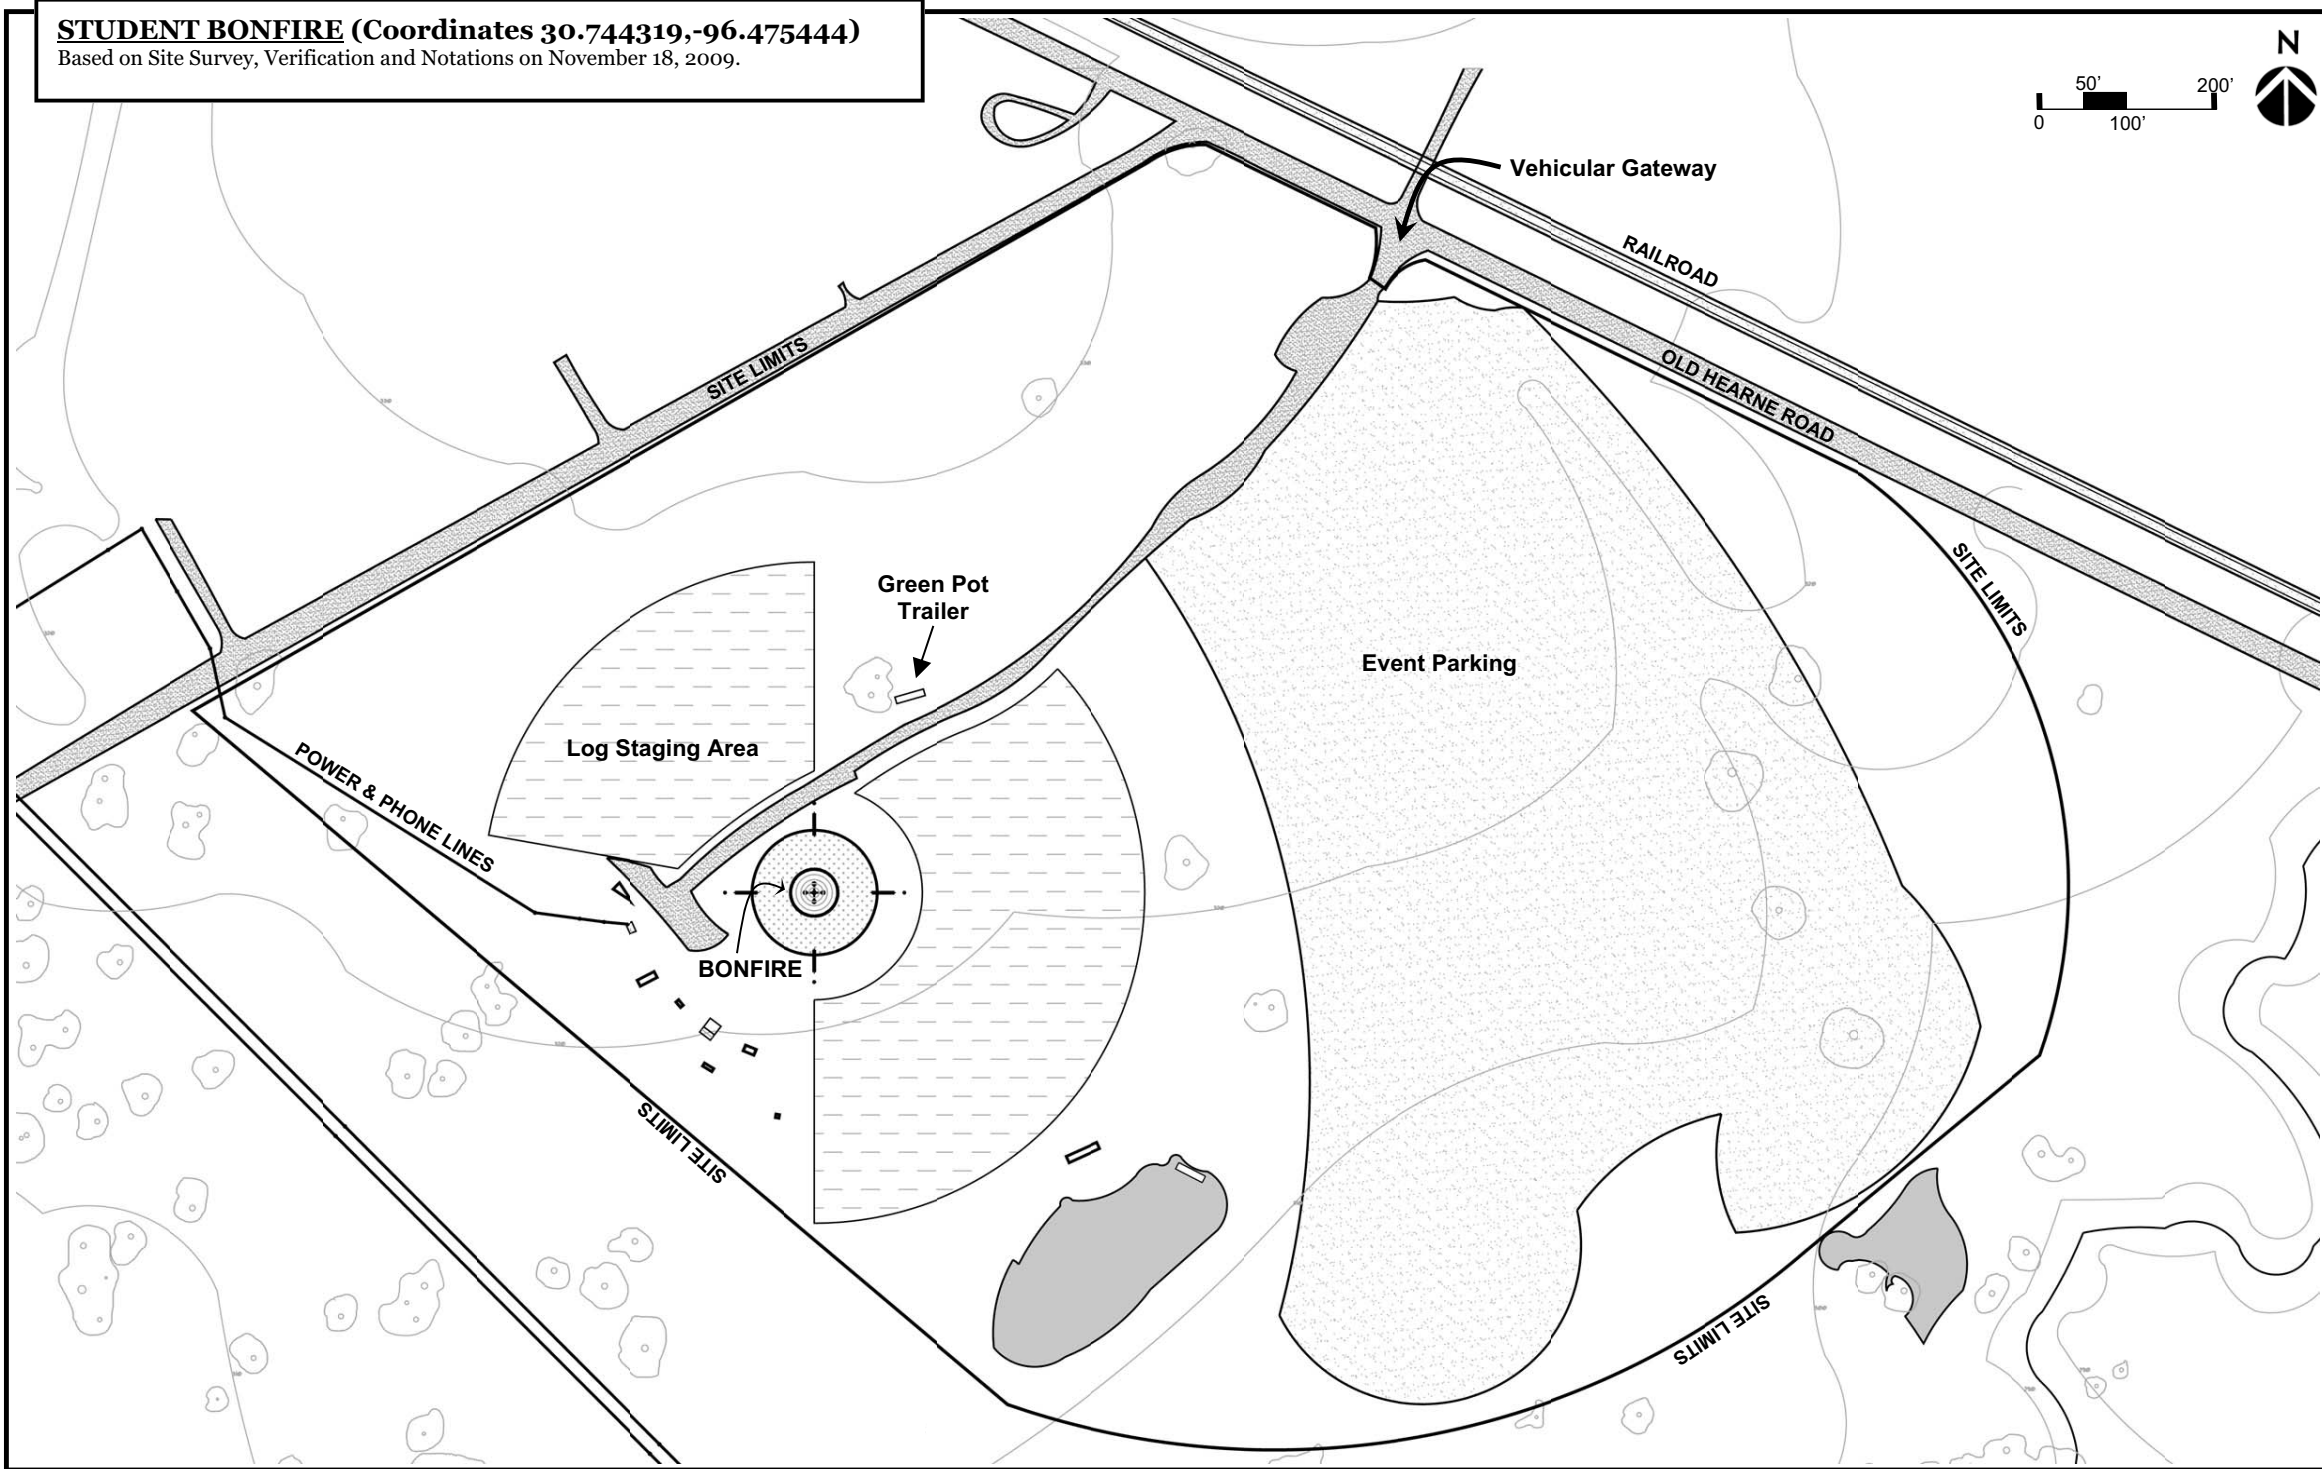 STUDENT BONFIRE (Coordinates 30.744319,-96.475444)
Based on Site Survey, Verification and Notations on November 18, 2009.
N
50’
200’
0
100’
Vehicular Gateway
RAILROAD
SITE LIMITS
OLD HEARNE ROAD
SITE LIMITS
Green Pot
Trailer
Event Parking
Log Staging Area
POWER & PHONE LINES
BONFIRE
SITE LIMITS
SITE LIMITS